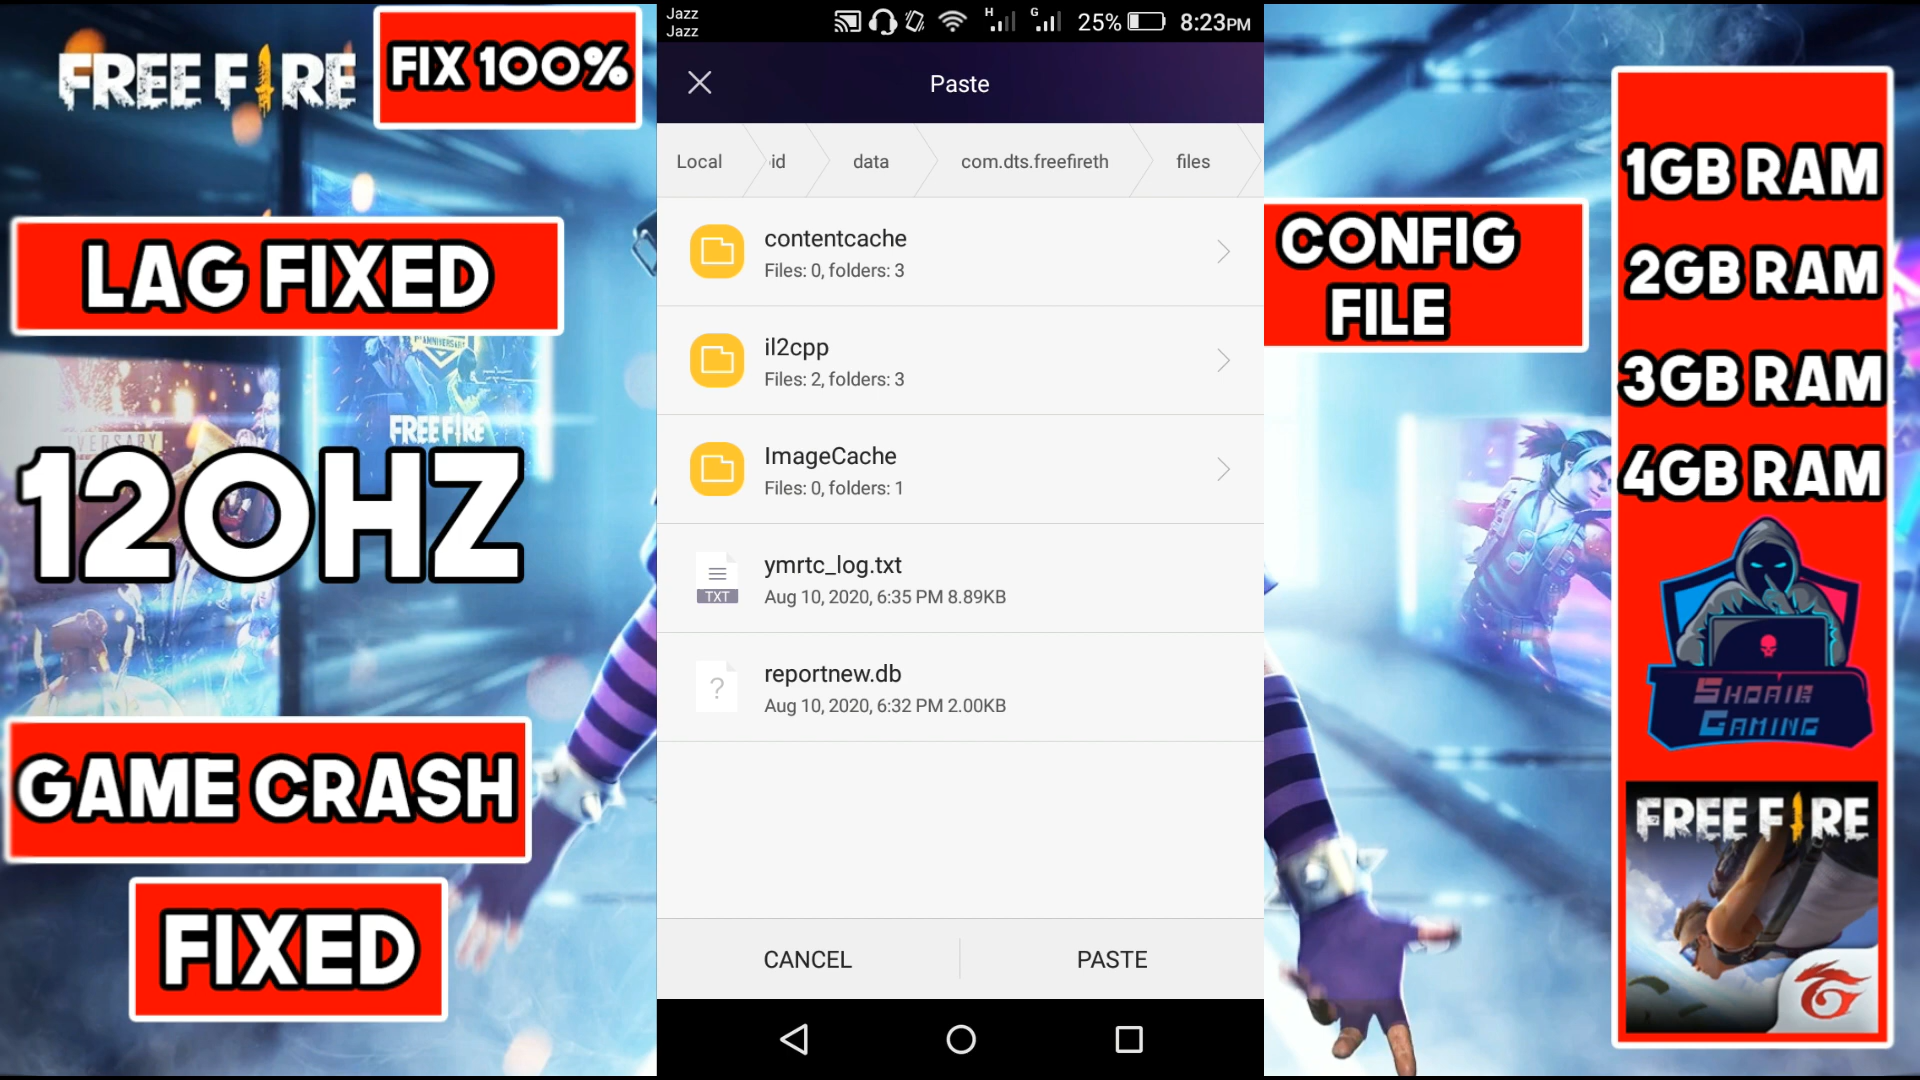 FREE FIRE
FIX 100%
LAG FIXED
ANNIVERSARY
FREE FIRE
120HZ
GAME CRASH
FIXED
Jazz
Jazz
H
G
25%
8:23PM
Paste
Local
id
data
com.dts.freefireth
files
contentcache
Files: 0, folders: 3
il2cpp
Files: 2, folders: 3
ImageCache
Files: 0, folders: 1
ymrtc_log.txt
TXT
Aug 10, 2020, 6:35 PM 8.89KB
?
reportnew.db
Aug 10, 2020, 6:32 PM 2.00KB
CANCEL
PASTE
CONFIG
FILE
1GB RAM
2GB RAM
3GB RAM
4GB RAM
SHOAIB
GAMING
FREE FIRE